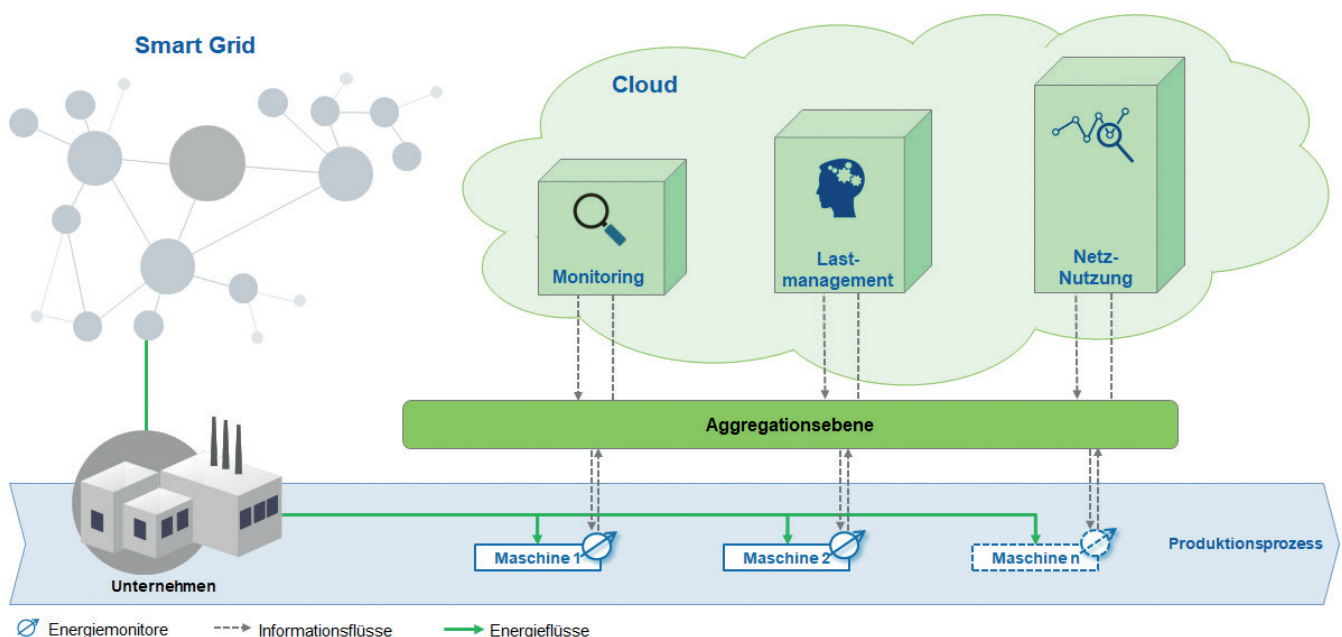 Smart Grid
Cloud
Monitoring
Last-
management
Netz-
Nutzung
Aggregationsebene
Maschine 1
Maschine 2
Maschine n
Produktionsprozess
Unternehmen
Energiemonitore
Informationsflüsse
Energieflüsse